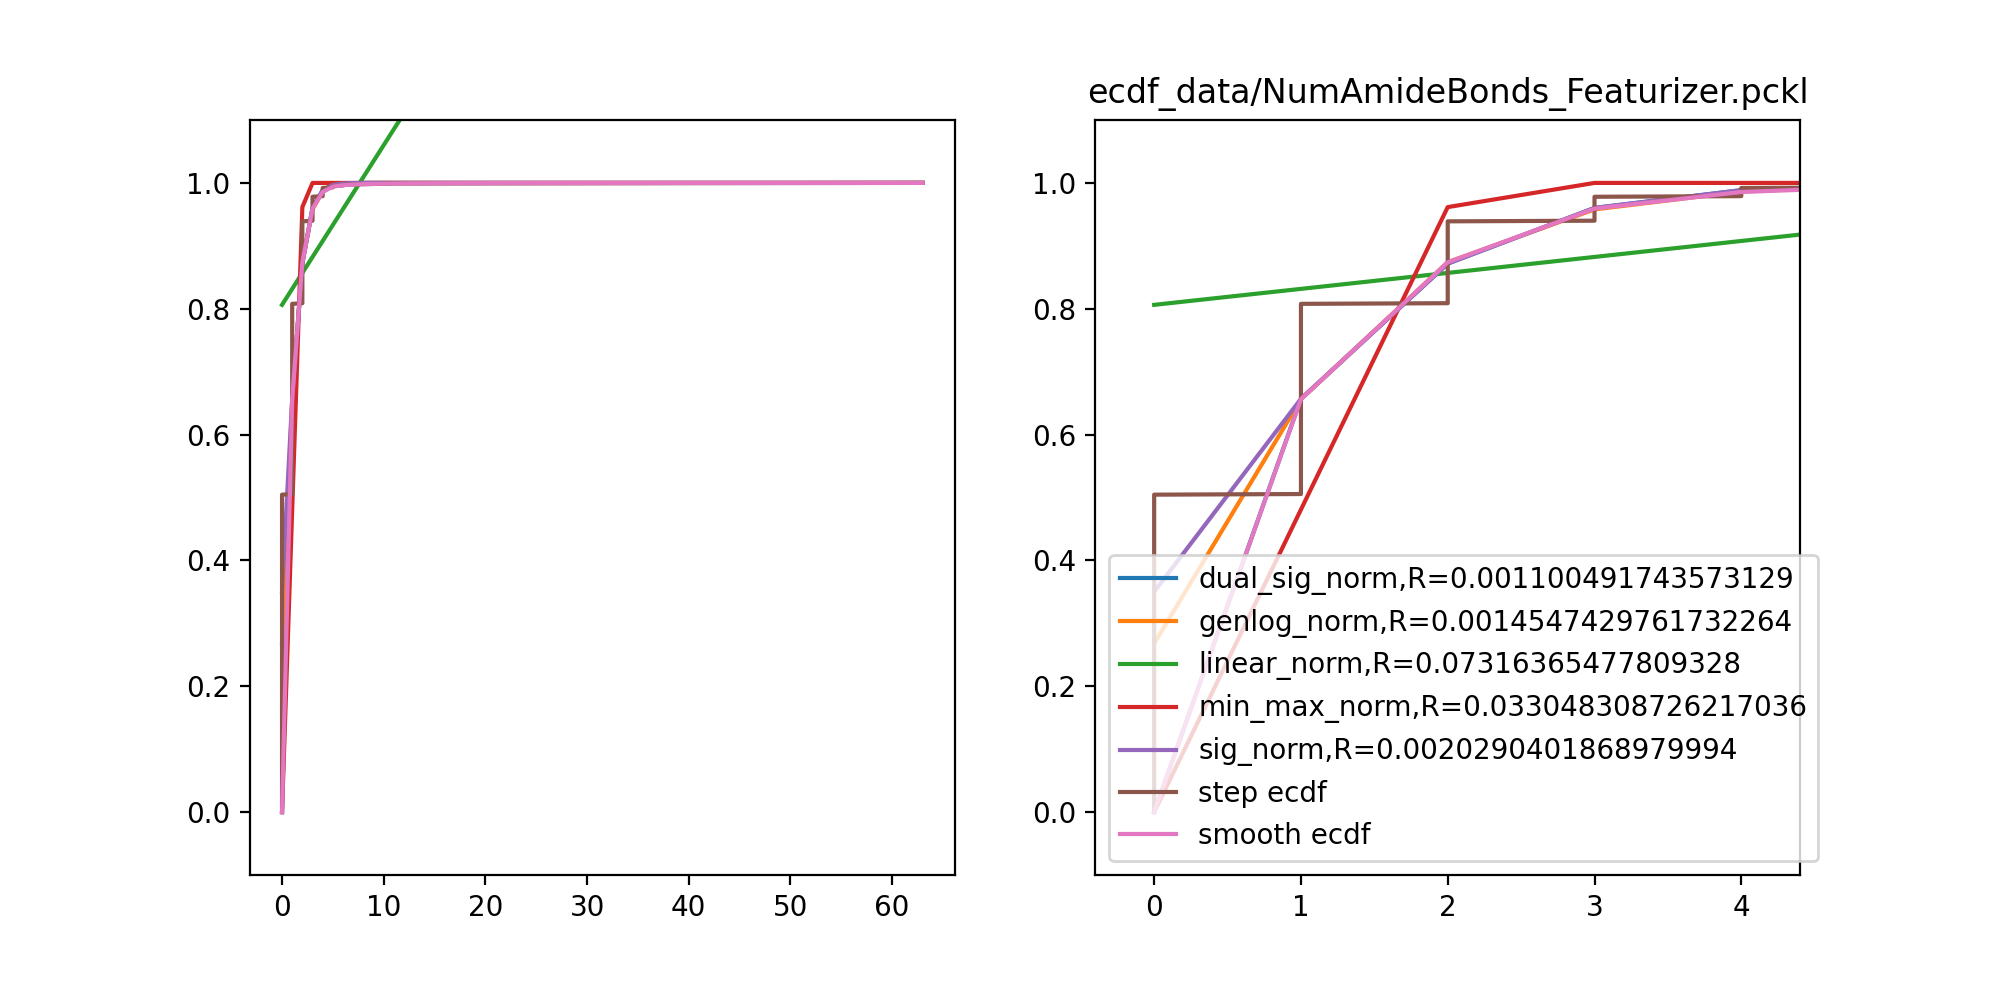 ecdf_data/NumAmideBonds_Featurizer.pckl
1.0
0.8
0.6
0.4
0.2
0.0
0 10 20 30 40 50 60
1.0
0.8
0.6
0.4
0.2
0.0
dual_sig_norm,R=0.001100491743573129
genlog_norm,R=0.0014547429761732264
linear_norm,R=0.07316365477809328
min_max_norm,R=0.033048308726217036
sig_norm,R=0.0020290401868979994
step ecdf
smooth ecdf
0 1 2 3 4